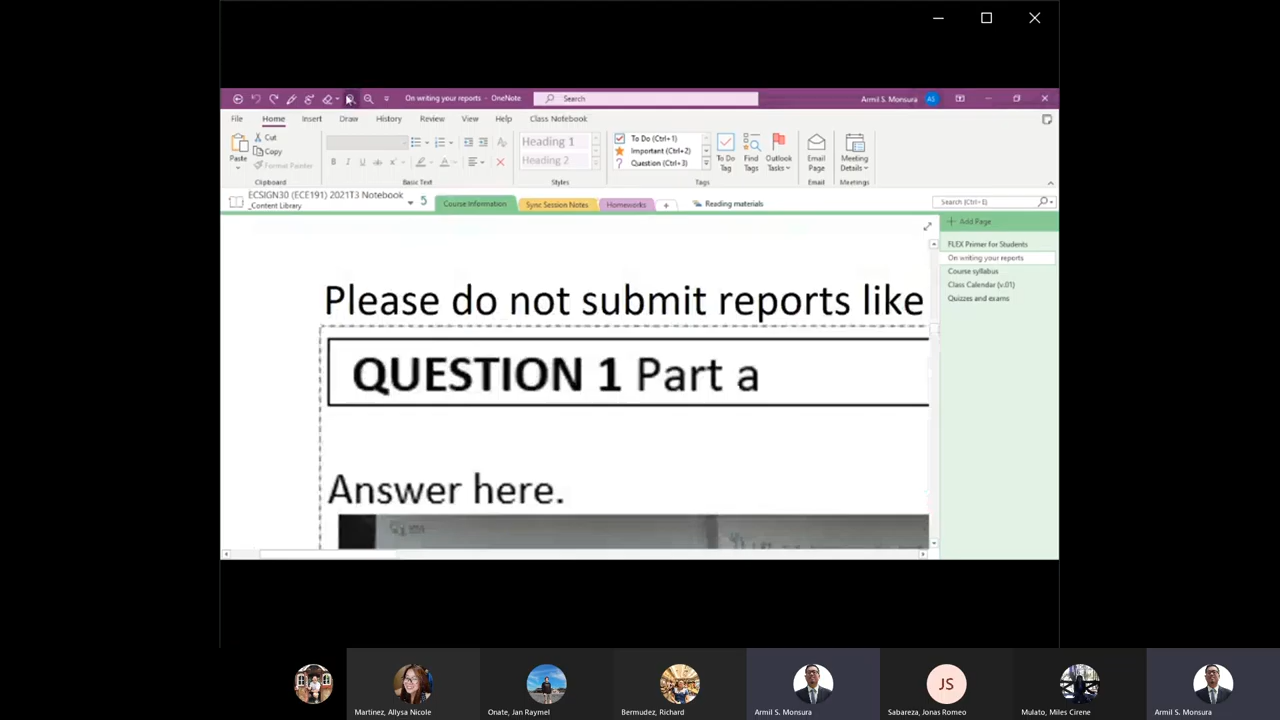 On writing your reports - OneNote
Search
Armil S. Monsura
AS
File
Home
Insert
Draw
History
Review
View
Help
Class Notebook
Paste
Cut
Copy
Format Painter
Clipboard
Basic Text
Heading 1
Heading 2
Styles
To Do (Ctrl+1)
Important (Ctrl+2)
Question (Ctrl+3)
To Do
Tag
Find
Tags
Outlook
Tasks
Tags
Email
Page
Email
Meeting
Details
Meetings
ECSIGN30 (ECE191) 2021T3 Notebook
_Content Library
Course Information
Sync Session Notes
Homeworks
Reading materials
Search (Ctrl+E)
Add Page
FLEX Primer for Students
On writing your reports
Course syllabus
Class Calendar (v.01)
Quizzes and exams
Please do not submit reports like
QUESTION 1 Part a
Answer here.
Martinez, Allysa Nicole
Onate, Jan Raymel
Bermudez, Richard
Armil S. Monsura
JS
Sabareza, Jonas Romeo
Mulato, Miles Cirene
Armil S. Monsura